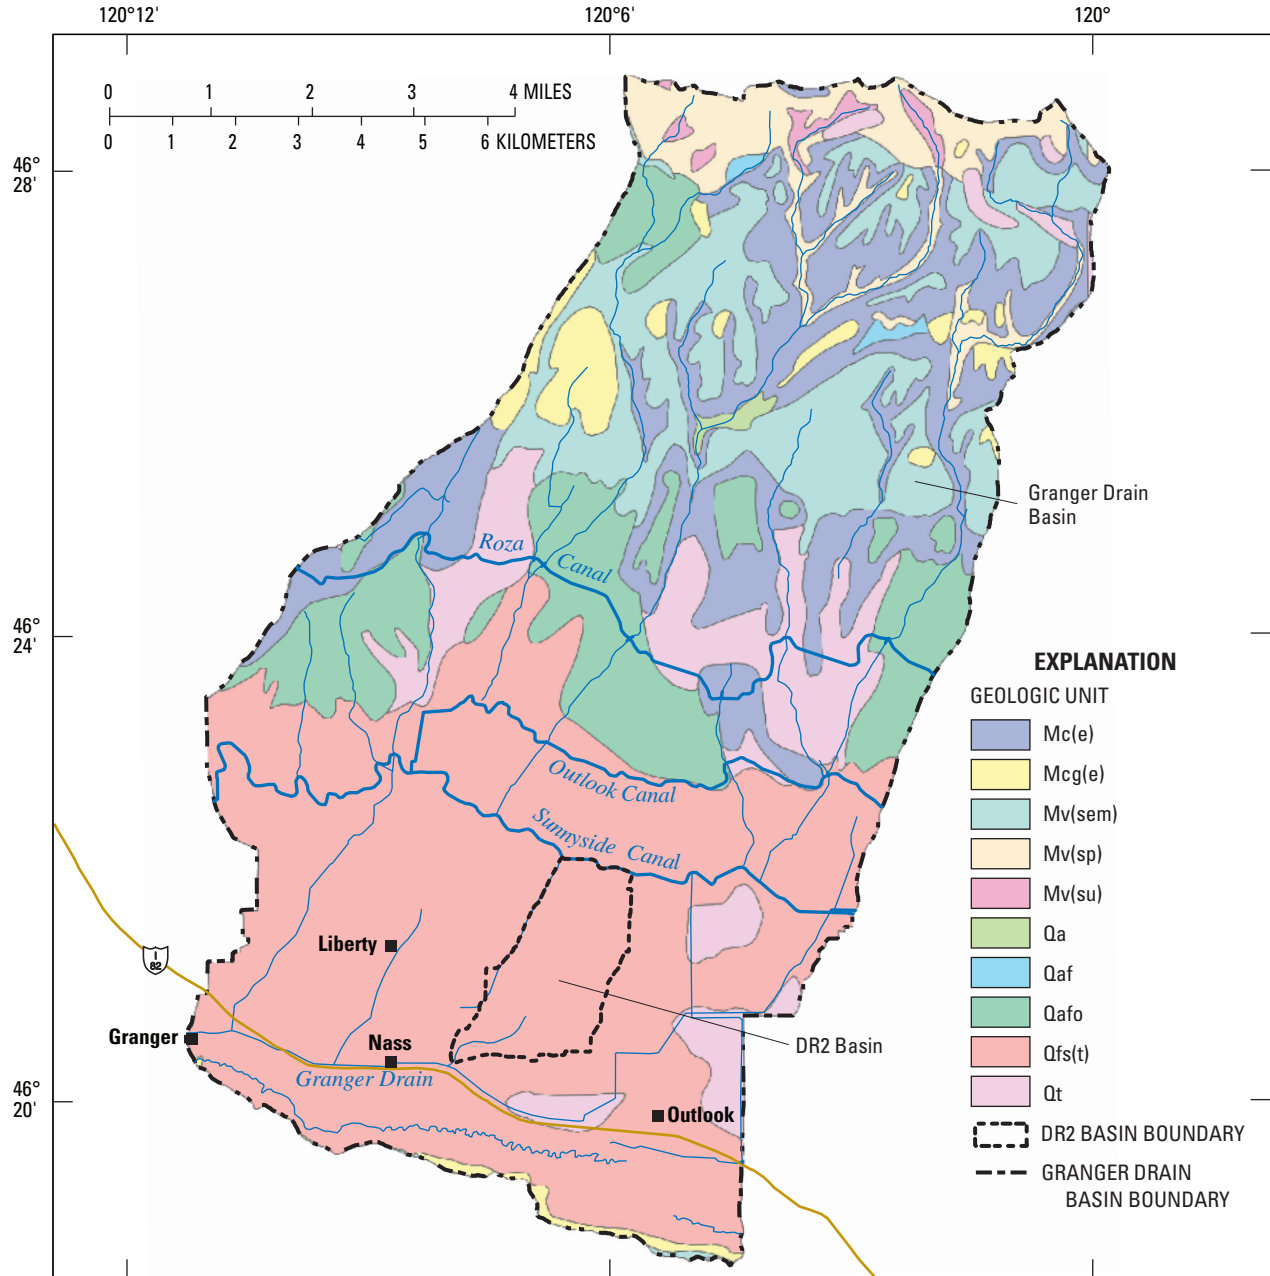 120°12' 120°6' 120°
0 1 2 3 4 MILES
0 1 2 3 4 5 6 KILOMETERS
46°
28'
Granger Drain
Basin
Roza Canal
46°
24'
Outlook Canal
Sunnyside Canal
Liberty
I
82
Granger
Nass
DR2 Basin
Granger Drain
46°
20'
Outlook
EXPLANATION
GEOLOGIC UNIT
Mc(e)
Mcg(e)
Mv(sem)
Mv(sp)
Mv(su)
Qa
Qaf
Qafo
Qfs(t)
Qt
DR2 BASIN BOUNDARY
GRANGER DRAIN
BASIN BOUNDARY